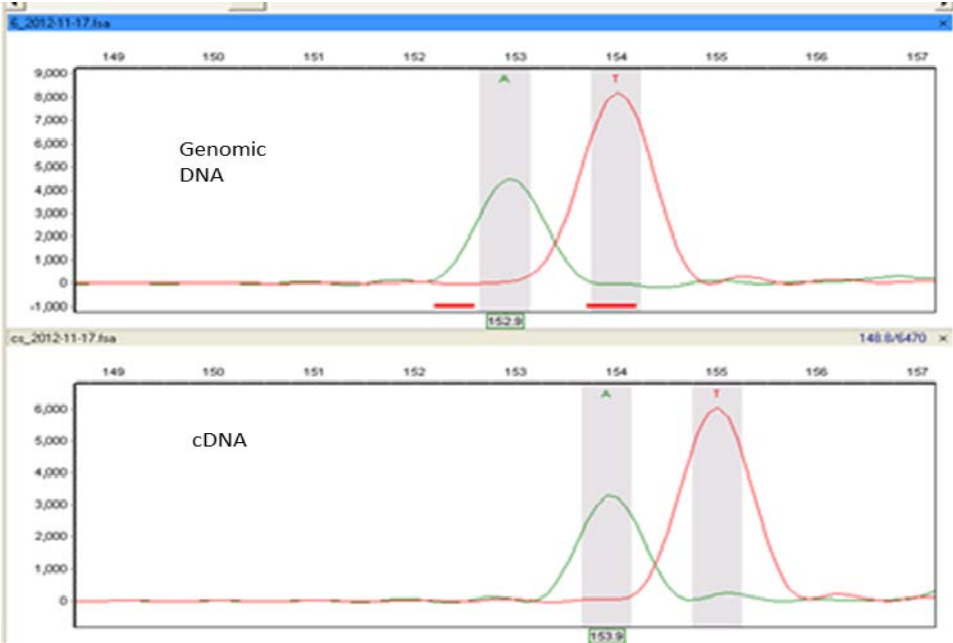 6_2012-11-17.fsa
149 150 151 152 153 154 155 156 157
A T
9,000
8,000
7,000
6,000
5,000
4,000
3,000
2,000
1,000
0
-1,000
Genomic
DNA
152.9
cs_2012-11-17.fsa 148.8/6470
149 150 151 152 153 154 155 156 157
A T
6,000
5,000
4,000
3,000
2,000
1,000
0
cDNA
153.9